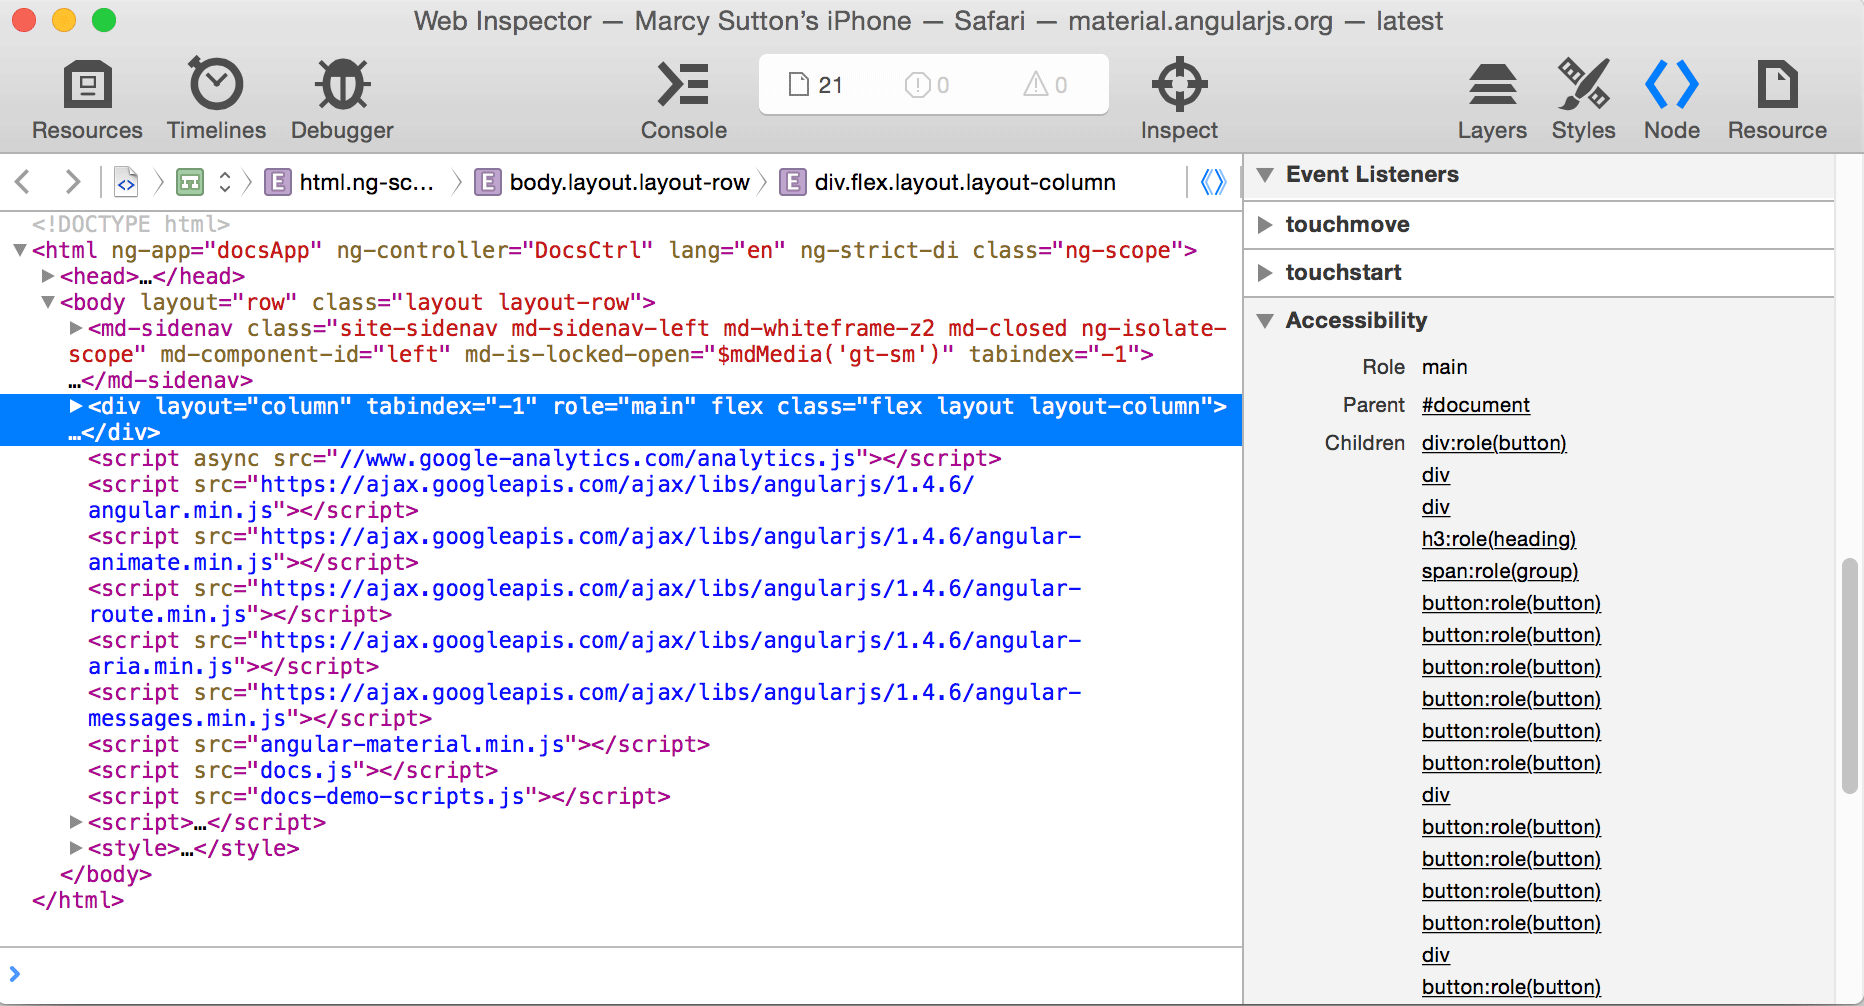 Web Inspector — Marcy Sutton's iPhone — Safari — material.angularjs.org — latest
Resources
Timelines
Debugger
Console
21
0
0
Inspect
Layers
Styles
Node
Resource
E html.ng-sc...
E body.layout.layout-row
E div.flex.layout.layout-column
<!DOCTYPE html>
<html ng-app="docsApp" ng-controller="DocsCtrl" lang="en" ng-strict-di class="ng-scope">
<head>…</head>
<body layout="row" class="layout layout-row">
<md-sidenav class="site-sidenav md-sidenav-left md-whiteframe-z2 md-closed ng-isolate-
scope" md-component-id="left" md-is-locked-open="$mdMedia('gt-sm')" tabindex="-1">
…</md-sidenav>
<div layout="column" tabindex="-1" role="main" flex class="flex layout layout-column">
…</div>
<script async src="//www.google-analytics.com/analytics.js"></script>
<script src="https://ajax.googleapis.com/ajax/libs/angularjs/1.4.6/
angular.min.js"></script>
<script src="https://ajax.googleapis.com/ajax/libs/angularjs/1.4.6/angular-
animate.min.js"></script>
<script src="https://ajax.googleapis.com/ajax/libs/angularjs/1.4.6/angular-
route.min.js"></script>
<script src="https://ajax.googleapis.com/ajax/libs/angularjs/1.4.6/angular-
aria.min.js"></script>
<script src="https://ajax.googleapis.com/ajax/libs/angularjs/1.4.6/angular-
messages.min.js"></script>
<script src="angular-material.min.js"></script>
<script src="docs.js"></script>
<script src="docs-demo-scripts.js"></script>
<script>…</script>
<style>…</style>
</body>
</html>
Event Listeners
touchmove
touchstart
Accessibility
Role main
Parent #document
Children div:role(button)
div
div
h3:role(heading)
span:role(group)
button:role(button)
button:role(button)
button:role(button)
button:role(button)
button:role(button)
button:role(button)
div
button:role(button)
button:role(button)
button:role(button)
button:role(button)
div
button:role(button)